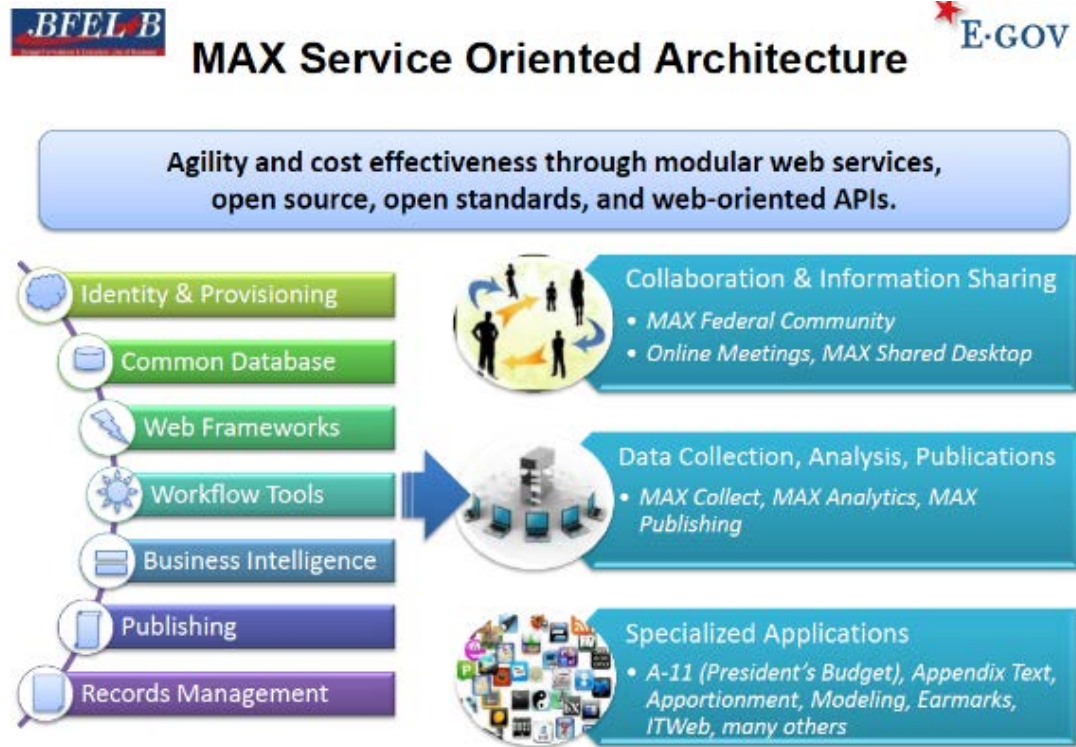 .BFELoB
E-GOV
MAX Service Oriented Architecture
Agility and cost effectiveness through modular web services,
open source, open standards, and web-oriented APIs.
Identity & Provisioning
Common Database
Web Frameworks
Workflow Tools
Business Intelligence
Publishing
Records Management
Collaboration & Information Sharing
• MAX Federal Community
• Online Meetings, MAX Shared Desktop
Data Collection, Analysis, Publications
• MAX Collect, MAX Analytics, MAX
Publishing
Specialized Applications
• A-11 (President’s Budget), Appendix Text,
Apportionment, Modeling, Earmarks,
ITWeb, many others